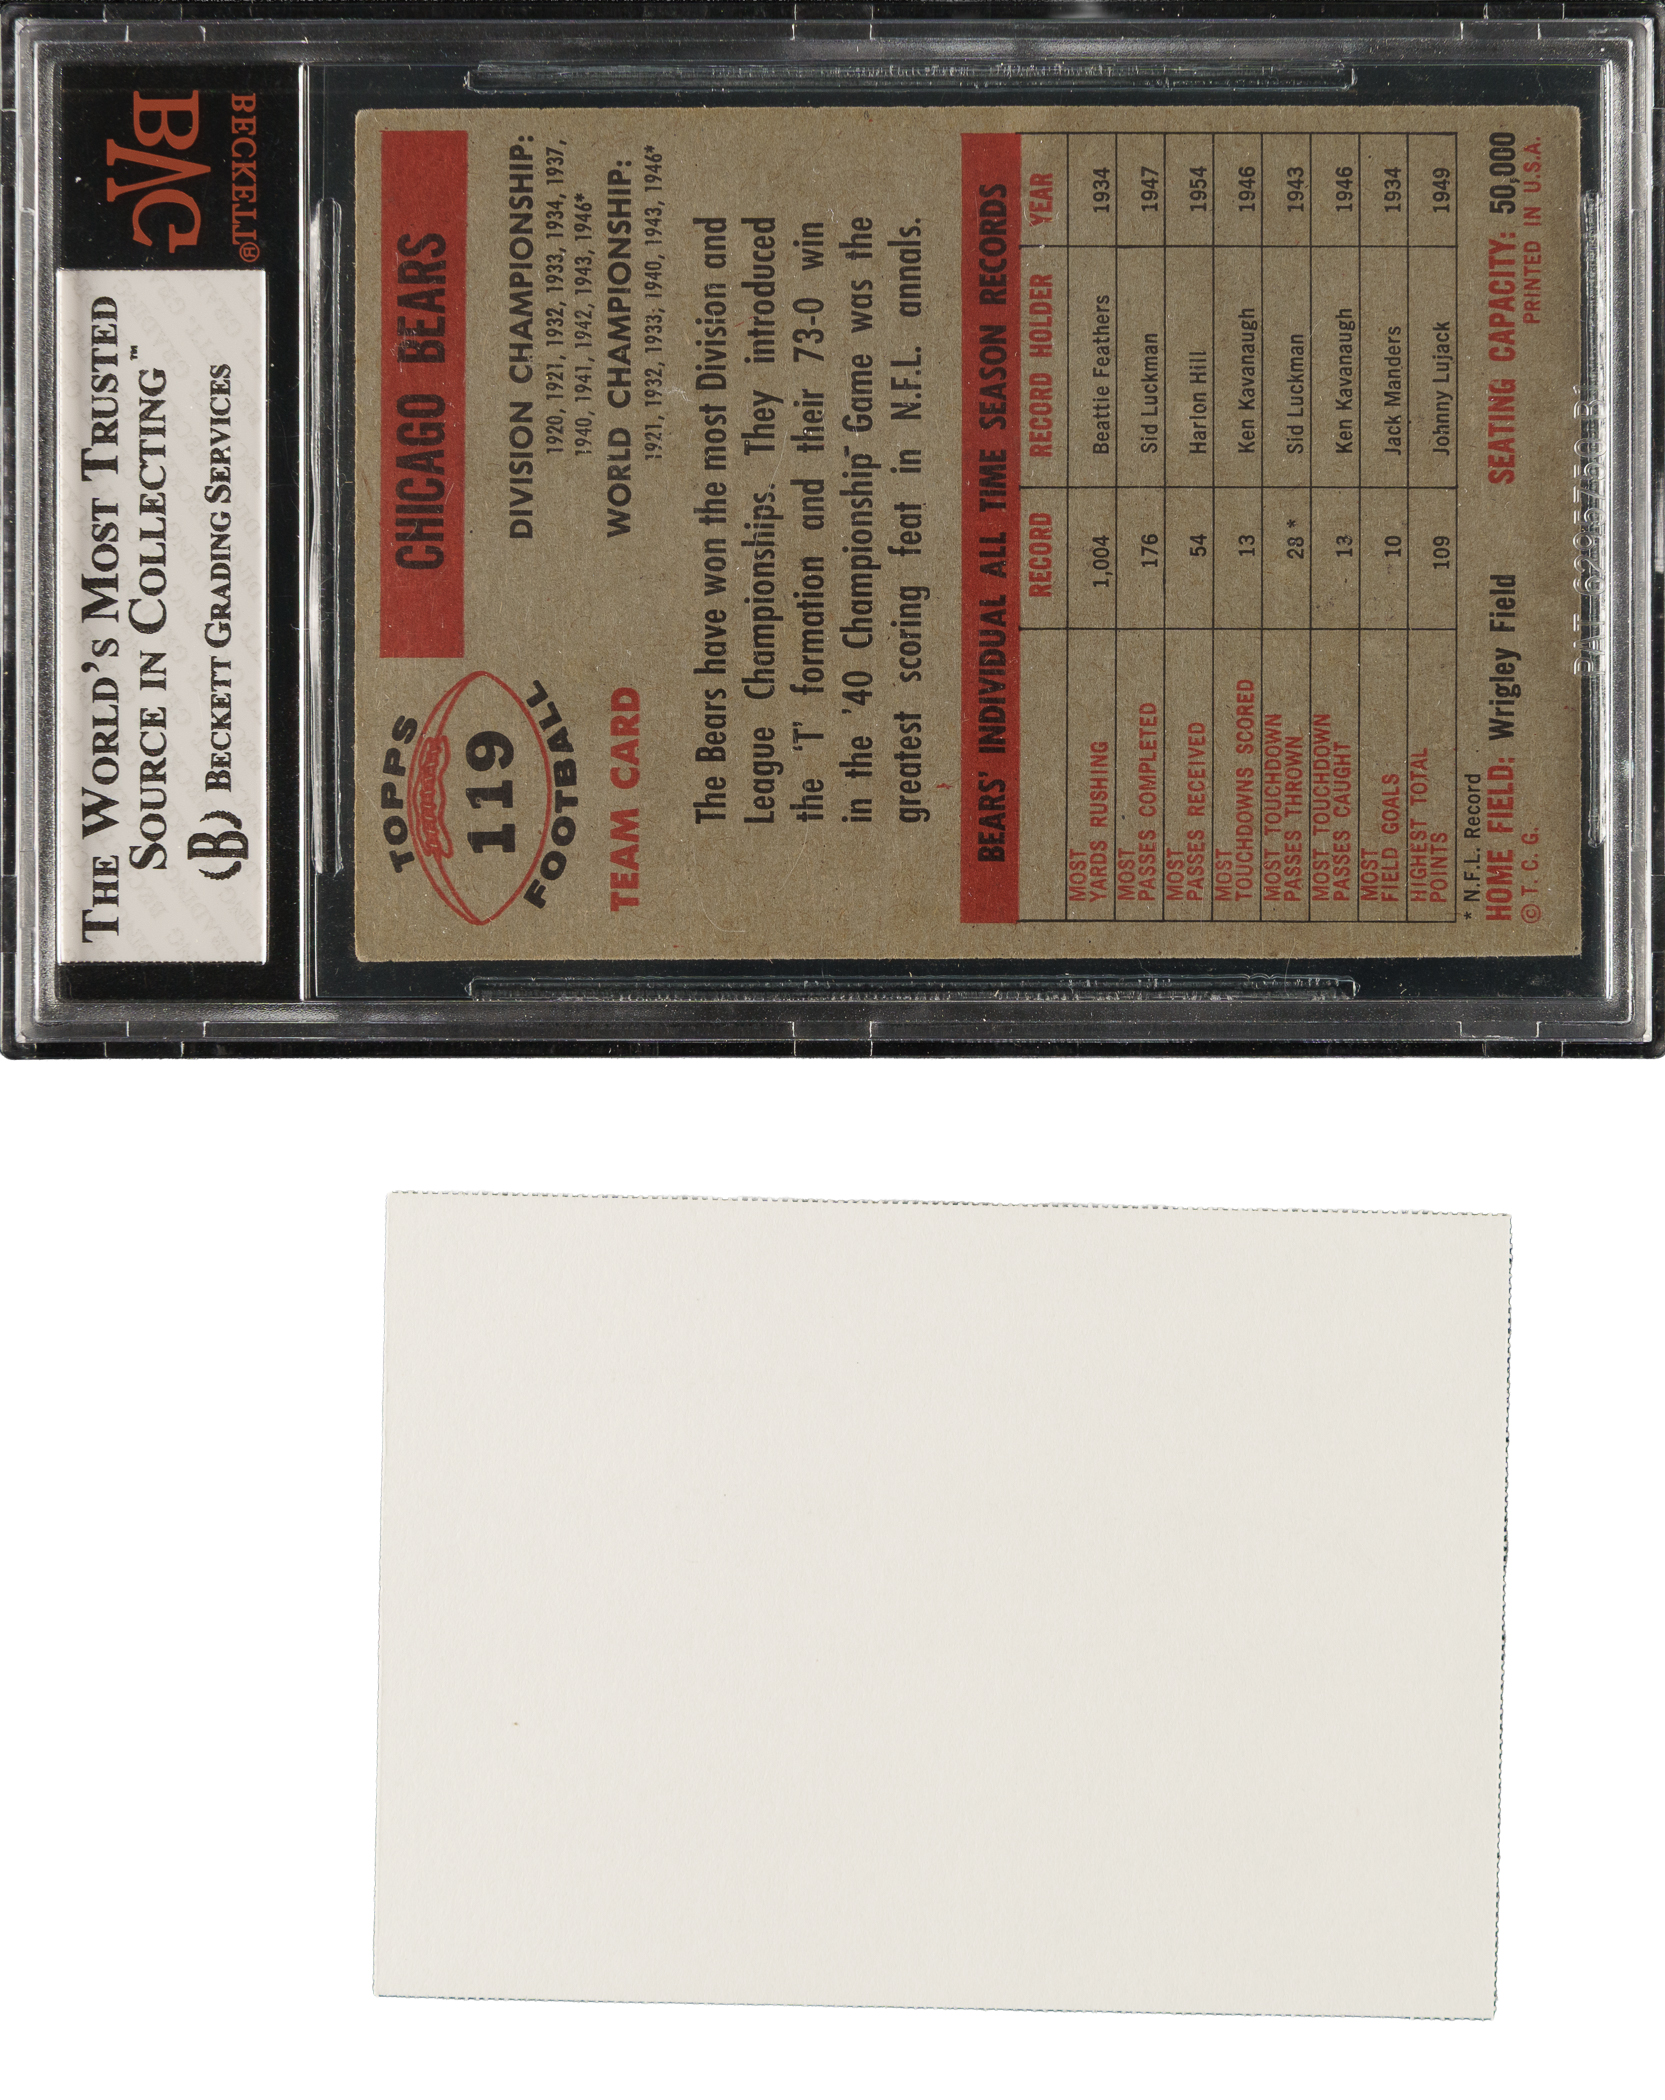 BECKETT®
BVG
THE WORLD'S MOST TRUSTED
SOURCE IN COLLECTING™
BECKETT GRADING SERVICES
TOPPS
119
FOOTBALL
CHICAGO BEARS
TEAM CARD
DIVISION CHAMPIONSHIP:
1920, 1921, 1932, 1933, 1934, 1937,
1940, 1941, 1942, 1943, 1946*
WORLD CHAMPIONSHIP:
1921, 1932, 1933, 1940, 1943, 1946*
The Bears have won the most Division and
League Championships. They introduced
the 'T' formation and their 73-0 win
in the '40 Championship Game was the
greatest scoring feat in N.F.L. annals.
BEARS' INDIVIDUAL ALL TIME SEASON RECORDS
RECORD RECORD HOLDER YEAR
MOST
YARDS RUSHING 1,004 Beattie Feathers 1934
MOST
PASSES COMPLETED 176 Sid Luckman 1947
MOST
PASSES RECEIVED 54 Harlon Hill 1954
MOST
TOUCHDOWNS SCORED 13 Ken Kavanaugh 1946
MOST TOUCHDOWN
PASSES THROWN 28* Sid Luckman 1943
MOST TOUCHDOWN
PASSES CAUGHT 13 Ken Kavanaugh 1946
MOST
FIELD GOALS 10 Jack Manders 1934
HIGHEST TOTAL
POINTS 109 Johnny Lujack 1949
* N.F.L. Record
HOME FIELD: Wrigley Field SEATING CAPACITY: 50,000
© T. C. G. PRINTED IN U.S.A.